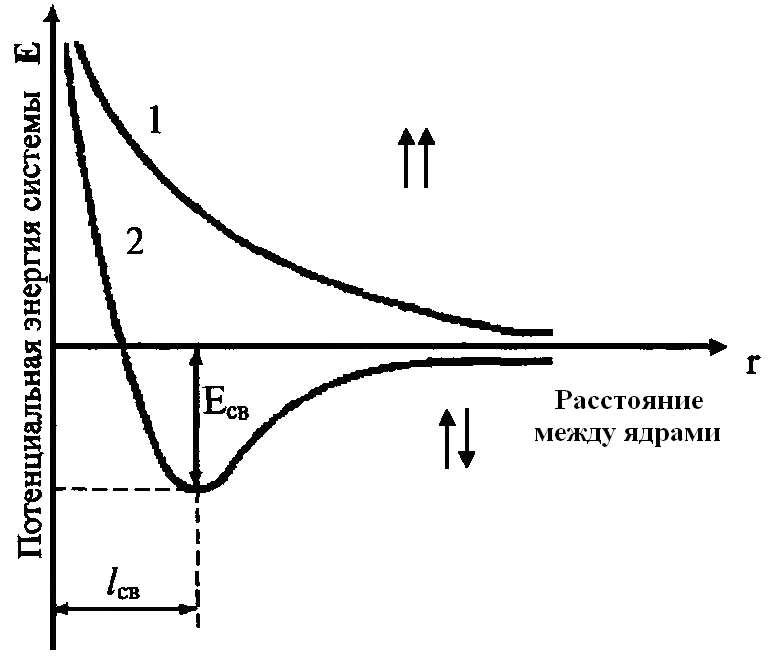 Потенциальная энергия системы E
1
2
Eсв
r
Расстояние
между ядрами
lсв